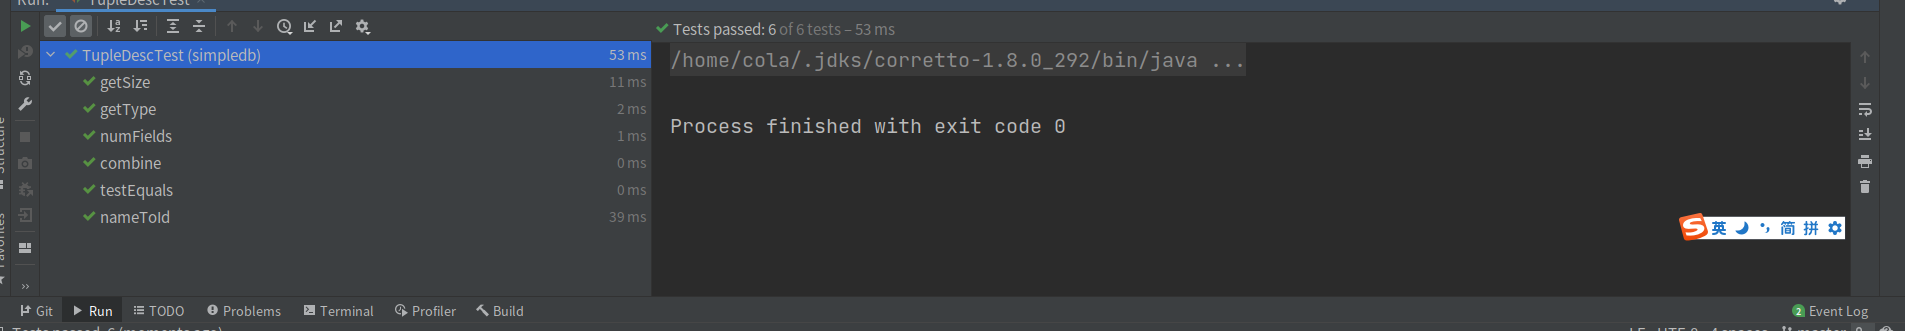 Run: TupleDescTest
Tests passed: 6 of 6 tests – 53 ms
TupleDescTest (simpledb) 53 ms
getSize 11 ms
getType 2 ms
numFields 1 ms
combine 0 ms
testEquals 0 ms
nameToId 39 ms
/home/cola/.jdks/corretto-1.8.0_292/bin/java ...
Process finished with exit code 0
Structure
Favorites
英 简 拼
Git Run TODO Problems Terminal Profiler Build 2 Event Log
Tests passed: 6 (moments ago) LF UTF-8 4 spaces master